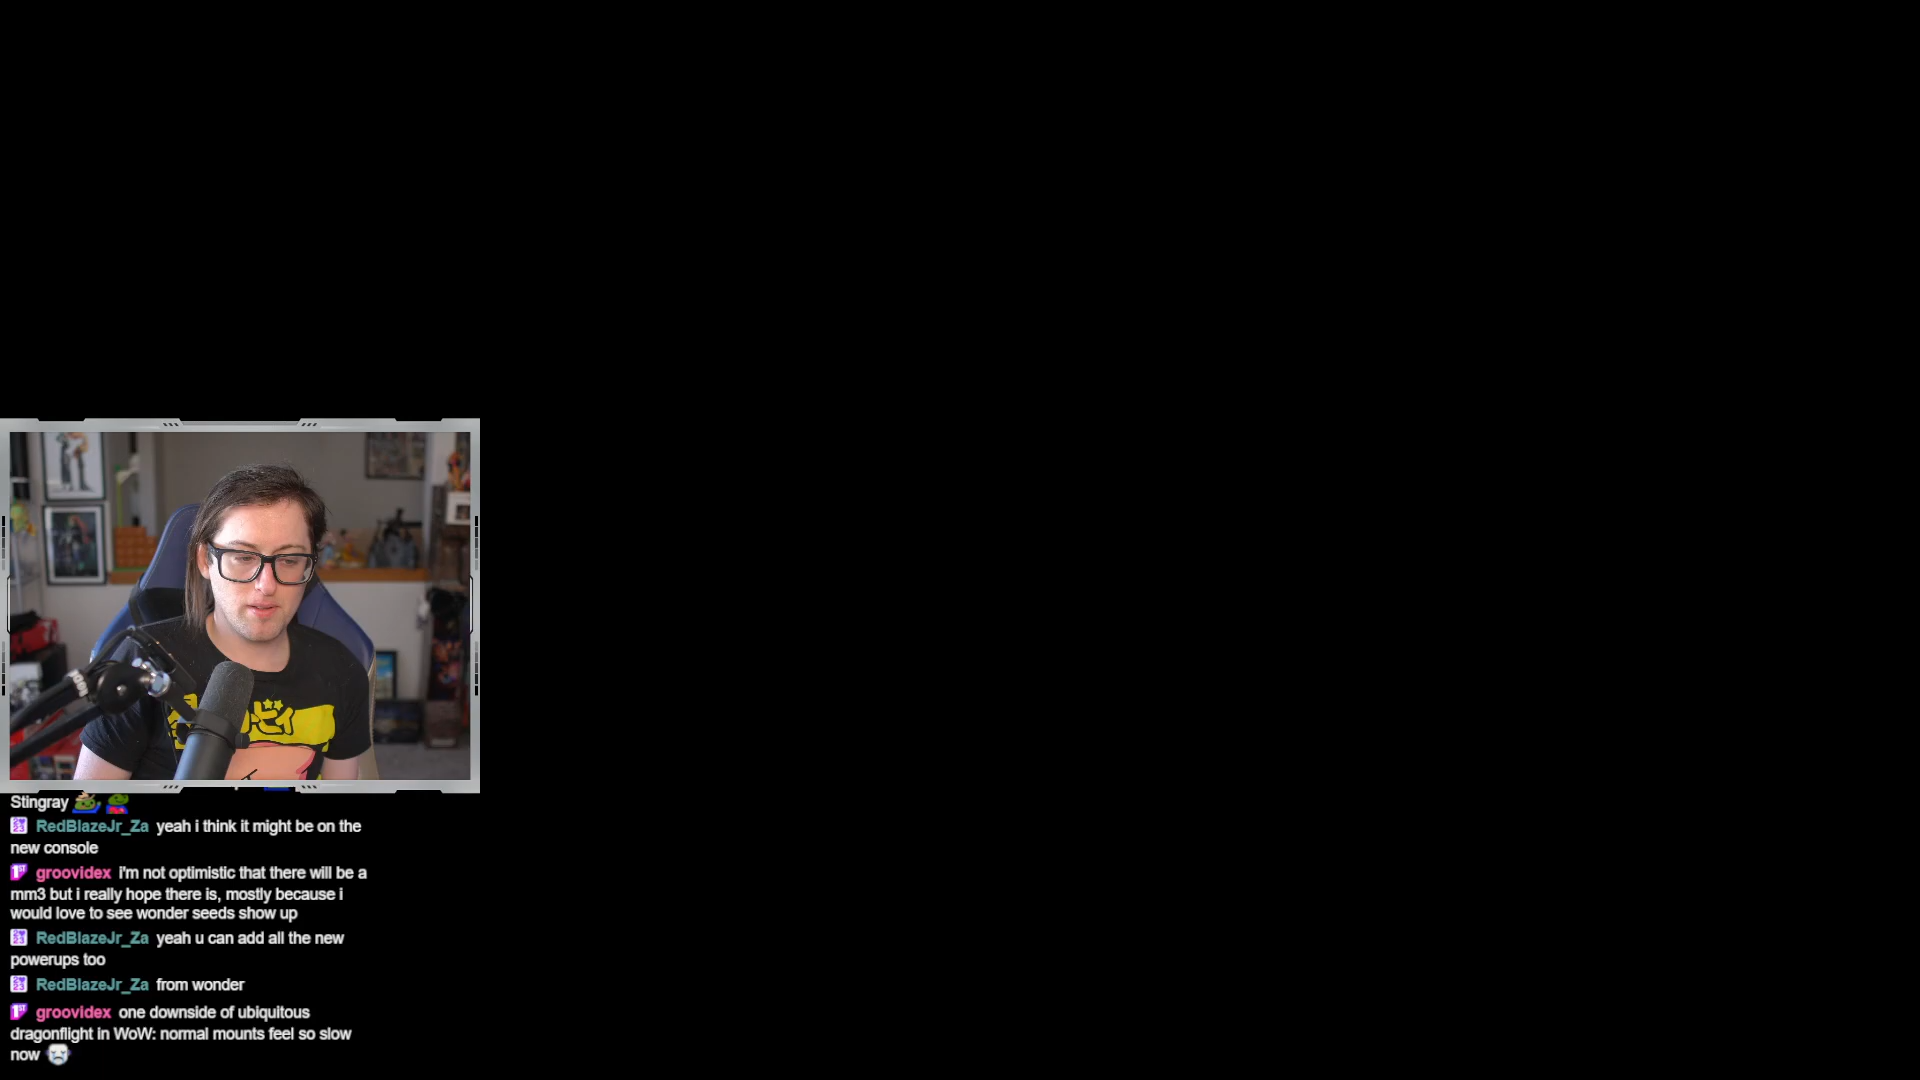 ービィ
Stingray
RedBlazeJr_Za yeah i think it might be on the
new console
groovidex i'm not optimistic that there will be a
mm3 but i really hope there is, mostly because i
would love to see wonder seeds show up
RedBlazeJr_Za yeah u can add all the new
powerups too
RedBlazeJr_Za from wonder
groovidex one downside of ubiquitous
dragonflight in WoW: normal mounts feel so slow
now